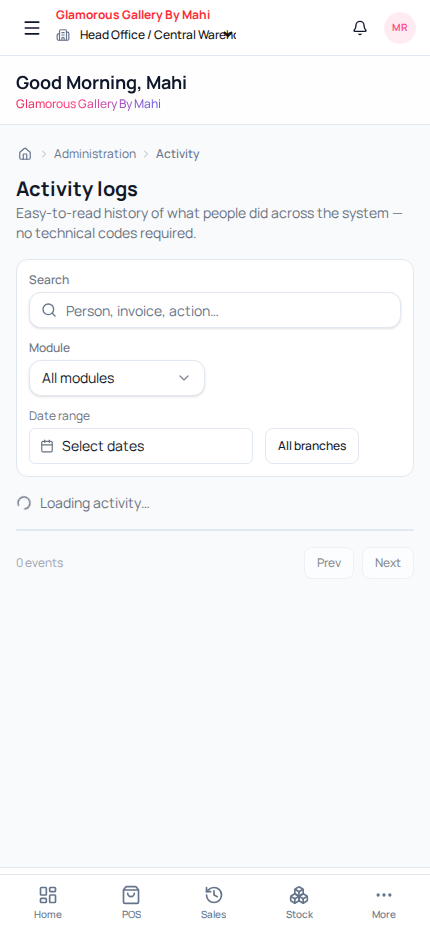 Glamorous Gallery By Mahi
Head Office / Central
MR
Good Morning, Mahi
Glamorous Gallery By Mahi
Administration
Activity
Activity logs
Easy-to-read history of what people did across the system —
no technical codes required.
Search
Person, invoice, action...
Module
All modules
Date range
Select dates
All branches
Loading activity...
0 events
Prev
Next
Home
POS
Sales
Stock
More